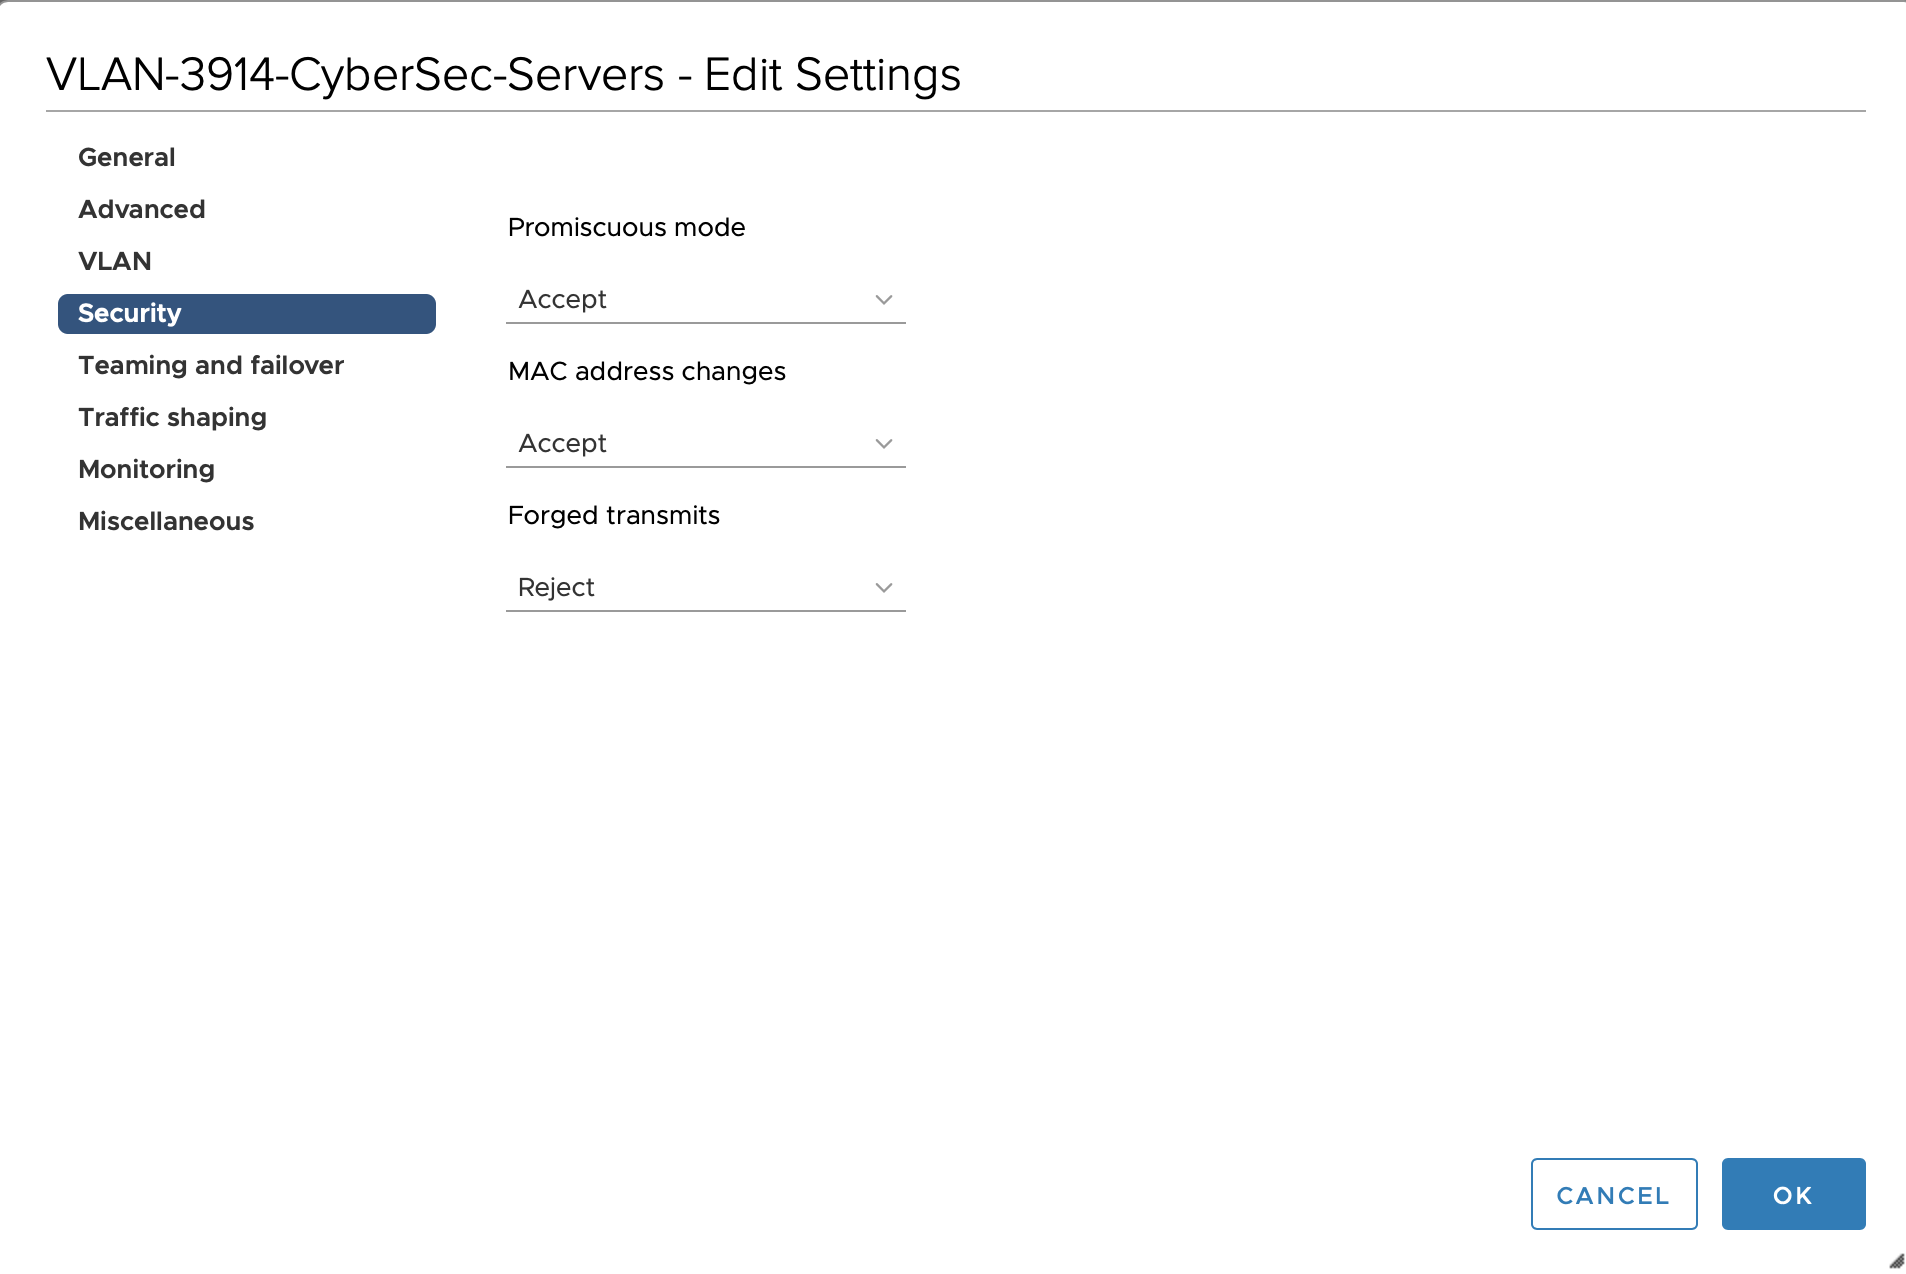 VLAN-3914-CyberSec-Servers - Edit Settings
General
Advanced
VLAN
Security
Teaming and failover
Traffic shaping
Monitoring
Miscellaneous
Promiscuous mode
Accept
MAC address changes
Accept
Forged transmits
Reject
CANCEL
OK